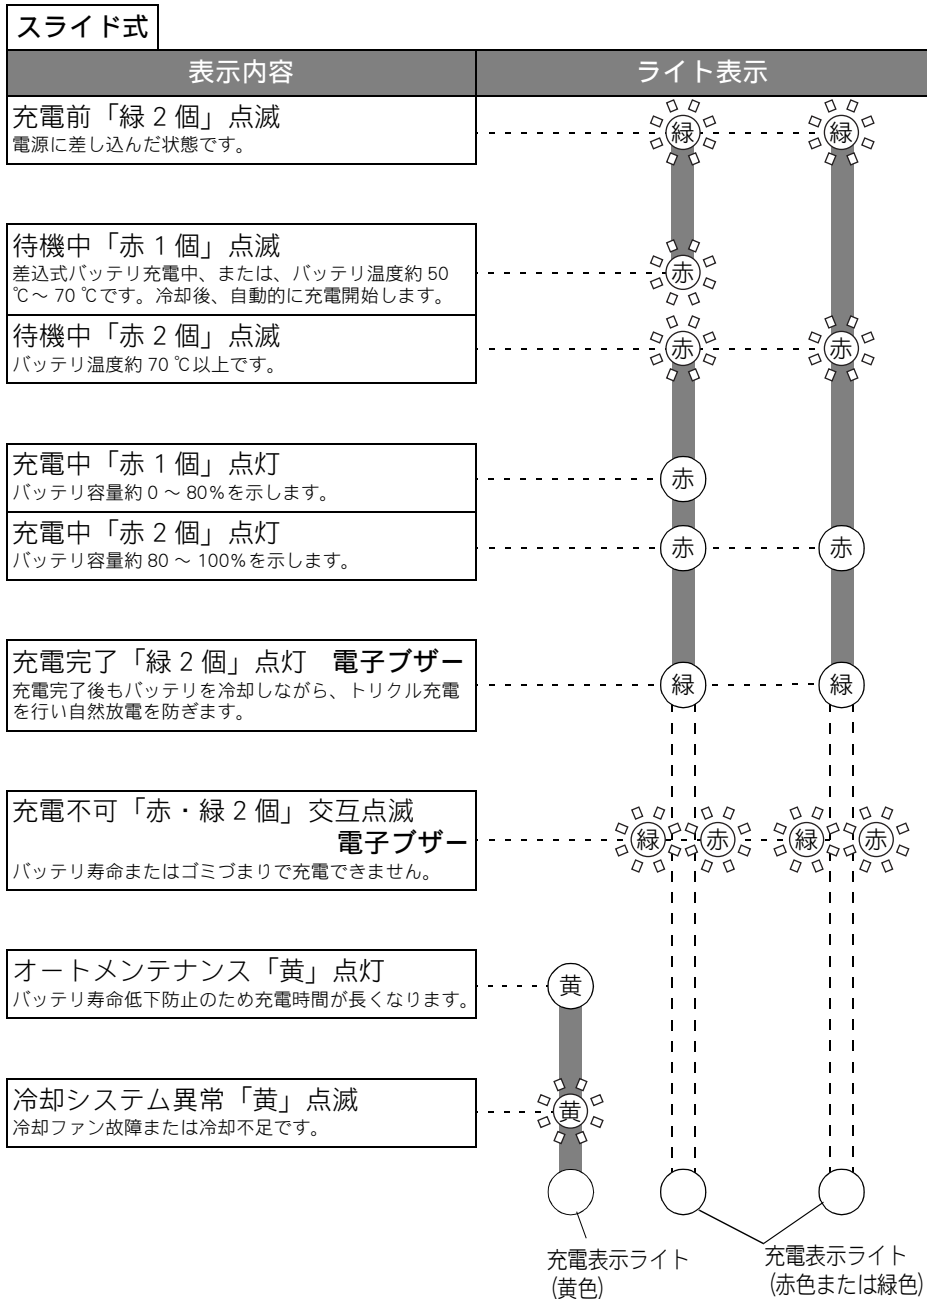 スライド式
表示内容 ライト表示
充電前「緑 2 個」点滅
電源に差し込んだ状態です。
緑 緑
待機中「赤 1 個」点滅
差込式バッテリ充電中、または、バッテリ温度約 50
℃～ 70 ℃です。冷却後、自動的に充電開始します。
赤
待機中「赤 2 個」点滅
バッテリ温度約 70 ℃以上です。
赤 赤
充電中「赤 1 個」点灯
バッテリ容量約 0 ～ 80％を示します。
赤
充電中「赤 2 個」点灯
バッテリ容量約 80 ～ 100％を示します。
赤 赤
充電完了「緑 2 個」点灯 電子ブザー
充電完了後もバッテリを冷却しながら、トリクル充電
を行い自然放電を防ぎます。
緑 緑
充電不可「赤・緑 2 個」交互点滅
電子ブザー
バッテリ寿命またはゴミづまりで充電できません。
緑 赤 緑 赤
オートメンテナンス「黄」点灯
バッテリ寿命低下防止のため充電時間が長くなります。
黄
冷却システム異常「黄」点滅
冷却ファン故障または冷却不足です。
黄
充電表示ライト
(黄色)
充電表示ライト
(赤色または緑色)